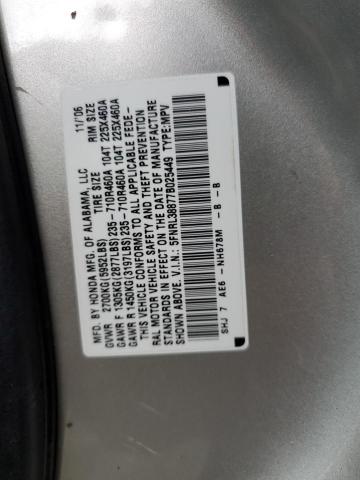 MFD. BY HONDA MFG. OF ALABAMA, LLC 11/'06
TIRE SIZE RIM SIZE
GVWR 2700KG(5952LBS)
GAWR F 1305KG(2877LBS)235-710R460A 104T 225X460A
GAWR R 1450KG(3197LBS)235-710R460A 104T 225X460A
THIS VEHICLE CONFORMS TO ALL APPLICABLE FEDE-
RAL MOTOR VEHICLE SAFETY AND THEFT PREVENTION
STANDARDS IN EFFECT ON THE DATE OF MANUFACTURE
SHOWN ABOVE. V.I.N.: 5FNRL38877B025449 TYPE:MPV
SHJ 7 AE6 - NH678M - B - B